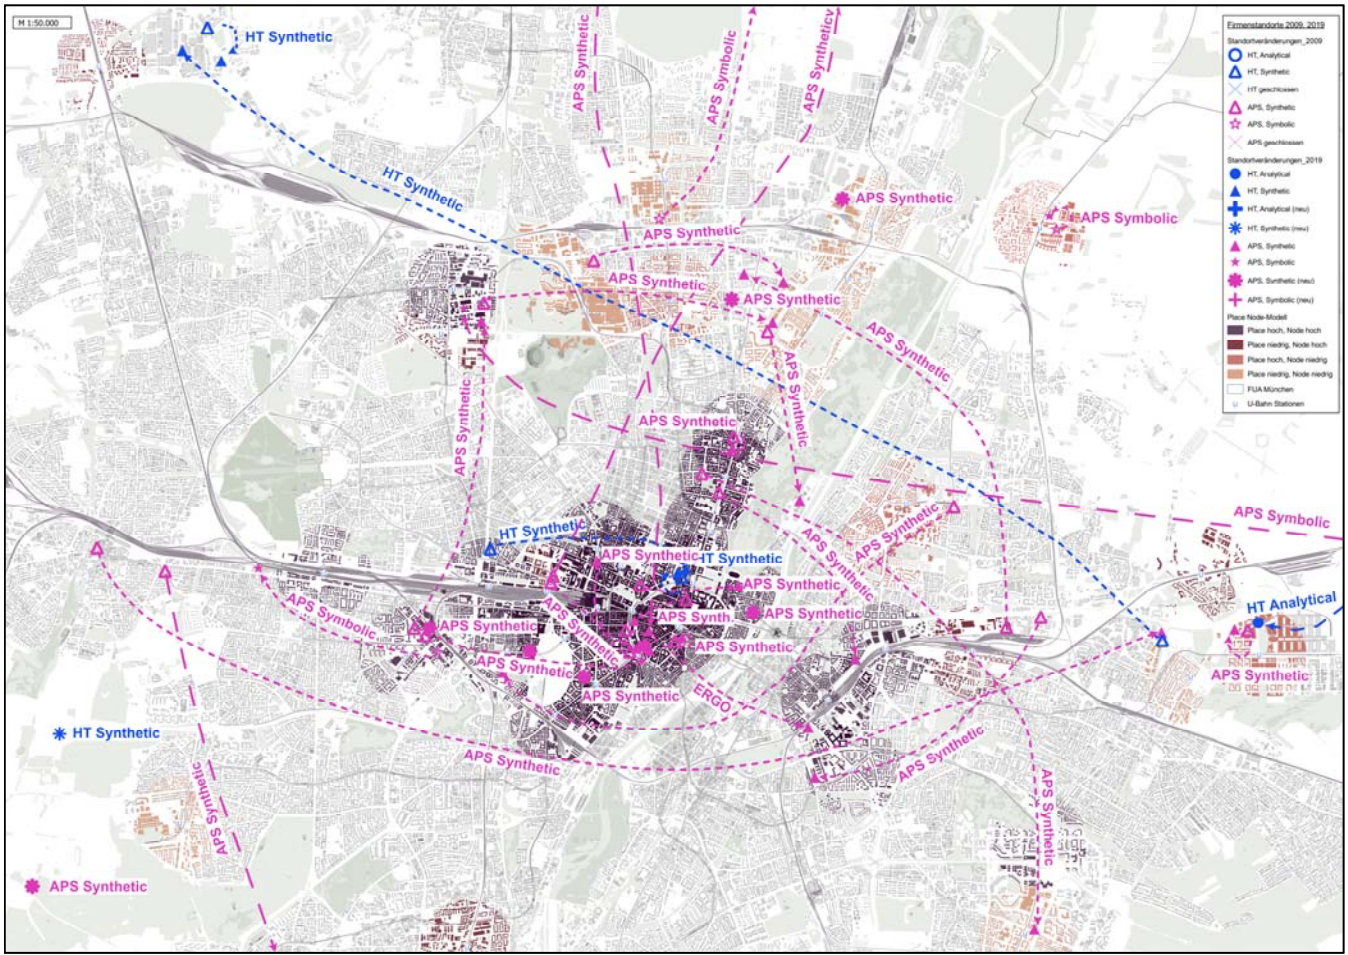 M 1:50.000
HT Synthetic
APS Synthetic
APS Symbolic
APS Synthetic
HT Synthetic
APS Synthetic
APS Symbolic
APS Synthetic
APS Synthetic
APS Synthetic
APS Synthetic
APS Synthetic
APS Synthetic
APS Synthetic
APS Synthetic
APS Symbolic
HT Synthetic
APS Synthetic
APS Synthetic
HT Synthetic
APS Synthetic
APS Synthetic
APS Synthetic
HT Analytical
APS Symbolic
APS Synthetic
APS Synthetic
APS Synth.
APS Synthetic
APS Synthetic
APS Synthetic
APS Synthetic
ERGO
HT Synthetic
APS Synthetic
APS Synthetic
APS Synthetic
APS Synthetic
APS Synthetic
Firmenstandorte 2009, 2019
Standortveränderungen_2009
HT, Analytical
HT, Synthetic
HT geschlossen
APS, Synthetic
APS, Symbolic
APS geschlossen
Standortveränderungen_2019
HT, Analytical
HT, Synthetic
HT, Analytical (neu)
HT, Synthetic (neu)
APS, Synthetic
APS, Symbolic
APS, Synthetic (neu)
APS, Symbolic (neu)
Place Node-Modell
Place hoch, Node hoch
Place niedrig, Node hoch
Place hoch, Node niedrig
Place niedrig, Node niedrig
FUA München
U-Bahn Stationen